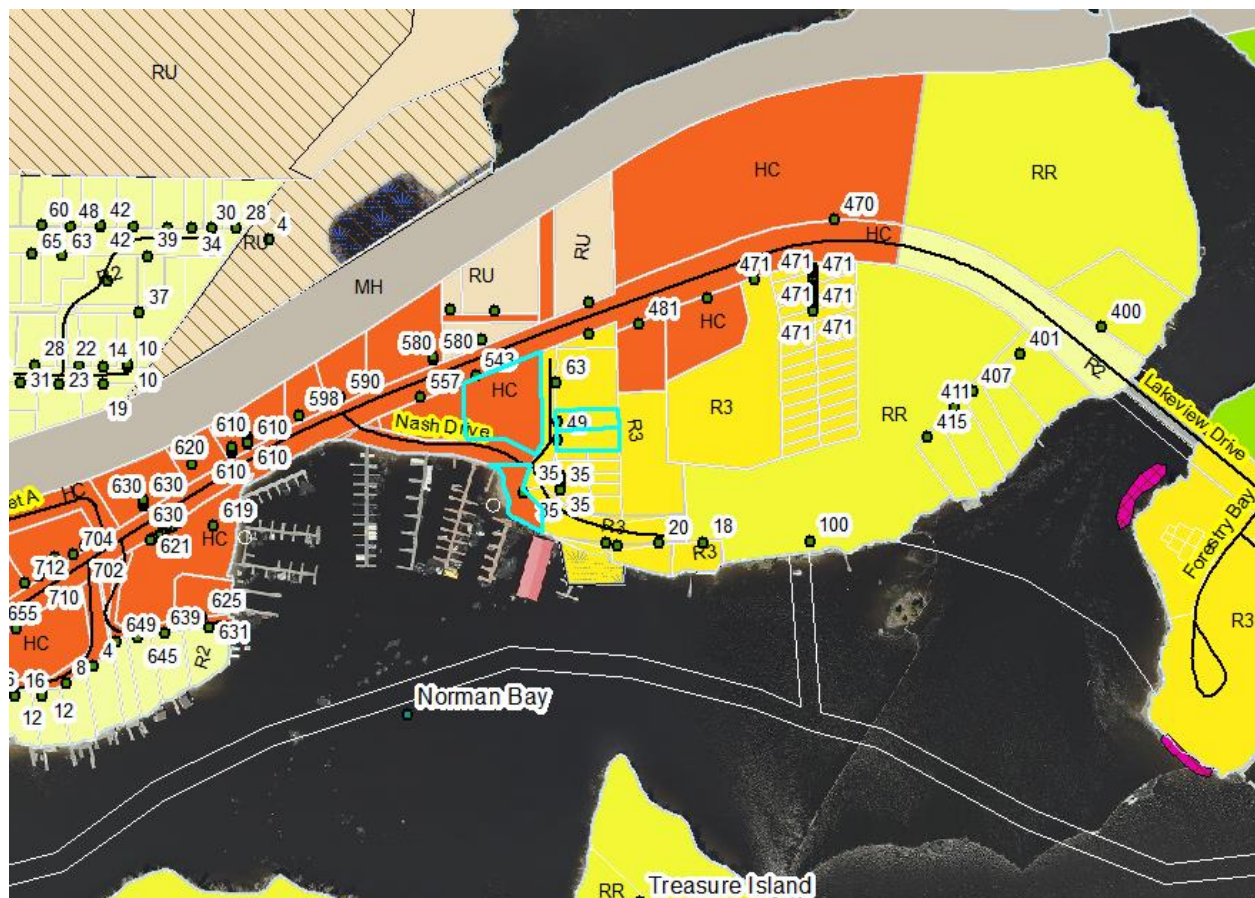 RU
HC
RR
60 48 42 30 28
470
4
39 34
HC
65 63 42
RU
RU
R2
471 471 471
RU
MH
37
471 471
400
481
HC
471 471
580 580
401
28 22 14 10
543
R2
63
HC
407
31 23 10
590
557
Lakeview Drive
R3
411
19
598
RR
49
415
Nash Drive
R3
610 610
620
610 610
35 35
HC
630 630
et A
35 35
630
619
HC
R3
20 18
100
621
704
R3
Forestry Bay
702
712
710
625
655
639
R3
649
631
HC
645
R2
4
8
6 16
12 12
Norman Bay
RR
Treasure Island